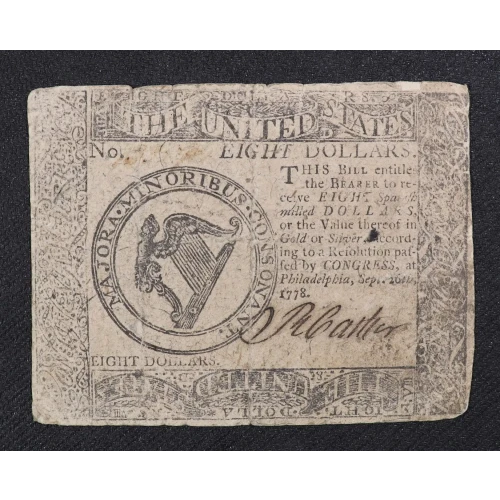 THE UNITED STATES
No. EIGHT DOLLARS.
THIS BILL entitles
the BEARER to re-
ceive EIGHT Spanish
milled DOLLARS,
or the Value thereof in
Gold or Silver, accord-
ing to a Resolution pas-
sed by CONGRESS, at
Philadelphia, Sept. 26th,
1778.
MAJORA · MINORIBUS · CONSONANT.
EIGHT DOLLARS.